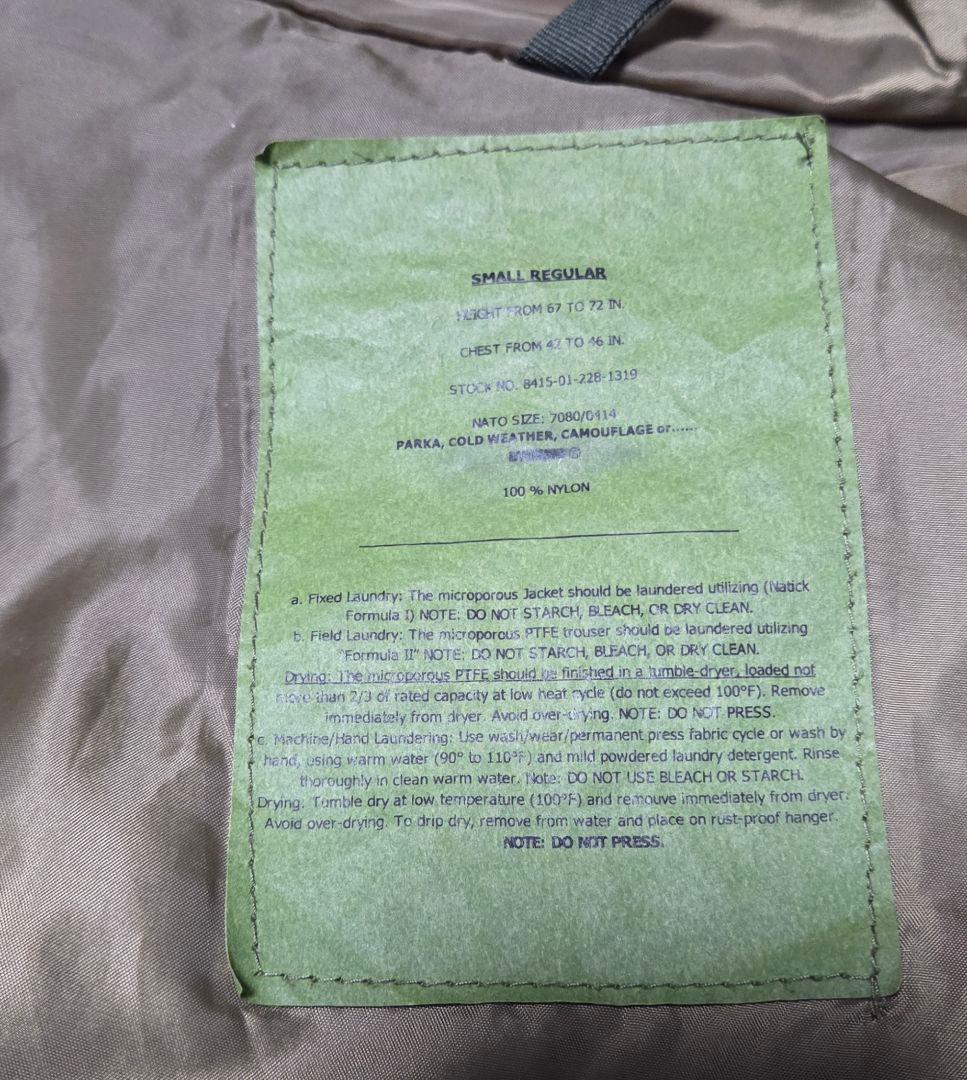 SMALL REGULAR
HEIGHT FROM 67 TO 72 IN.
CHEST FROM 42 TO 46 IN.
STOCK NO. 8415-01-228-1319
NATO SIZE: 7080/0414
PARKA, COLD WEATHER, CAMOUFLAGE or......
®
100 % NYLON
a. Fixed Laundry: The microporous Jacket should be laundered utilizing (Natick
Formula I) NOTE: DO NOT STARCH, BLEACH, OR DRY CLEAN.
b. Field Laundry: The microporous PTFE trouser should be laundered utilizing
"Formula II" NOTE: DO NOT STARCH, BLEACH, OR DRY CLEAN.
Drying: The microporous PTFE should be finished in a tumble-dryer, loaded not
more than 2/3 of rated capacity at low heat cycle (do not exceed 100°F). Remove
immediately from dryer. Avoid over-drying. NOTE: DO NOT PRESS.
c. Machine/Hand Laundering: Use wash/wear/permanent press fabric cycle or wash by
hand, using warm water (90° to 110°F) and mild powdered laundry detergent. Rinse
thoroughly in clean warm water. Note: DO NOT USE BLEACH OR STARCH.
Drying: Tumble dry at low temperature (100°F) and remouve immediately from dryer.
Avoid over-drying. To drip dry, remove from water and place on rust-proof hanger.
NOTE: DO NOT PRESS.